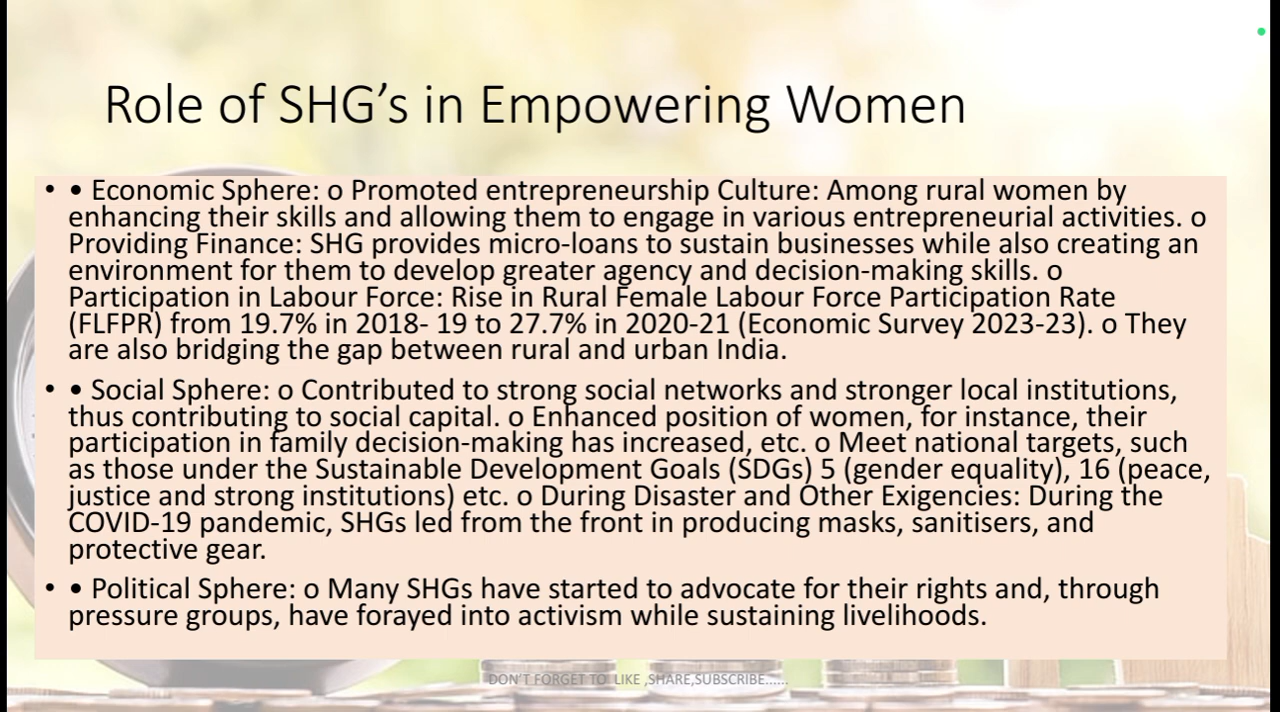 Role of SHG's in Empowering Women
• • Economic Sphere: o Promoted entrepreneurship Culture: Among rural women by
enhancing their skills and allowing them to engage in various entrepreneurial activities. o
Providing Finance: SHG provides micro-loans to sustain businesses while also creating an
environment for them to develop greater agency and decision-making skills. o
Participation in Labour Force: Rise in Rural Female Labour Force Participation Rate
(FLFPR) from 19.7% in 2018- 19 to 27.7% in 2020-21 (Economic Survey 2023-23). o They
are also bridging the gap between rural and urban India.
• • Social Sphere: o Contributed to strong social networks and stronger local institutions,
thus contributing to social capital. o Enhanced position of women, for instance, their
participation in family decision-making has increased, etc. o Meet national targets, such
as those under the Sustainable Development Goals (SDGs) 5 (gender equality), 16 (peace,
justice and strong institutions) etc. o During Disaster and Other Exigencies: During the
COVID-19 pandemic, SHGs led from the front in producing masks, sanitisers, and
protective gear.
• • Political Sphere: o Many SHGs have started to advocate for their rights and, through
pressure groups, have forayed into activism while sustaining livelihoods.
DON'T FORGET TO LIKE ,SHARE,SUBSCRIBE......